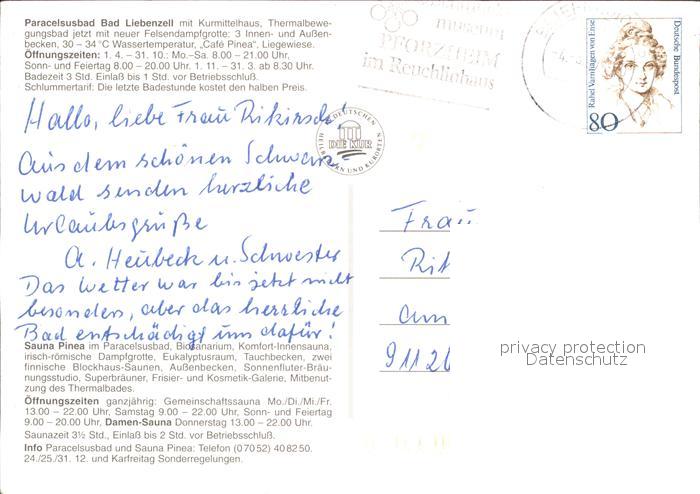 Paracelsusbad Bad Liebenzell mit Kurmittelhaus, Thermalbewe-
gungsbad jetzt mit neuer Felsendampfgrotte: 3 Innen- und Außen-
becken, 30 – 34°C Wassertemperatur, „Café Pinea“, Liegewiese.
Öffnungszeiten: 1. 4. – 31. 10.: Mo.–Sa. 8.00 – 21.00 Uhr,
Sonn- und Feiertag 8.00 – 20.00 Uhr. 1. 11. – 31. 3. ab 8.30 Uhr.
Badezeit 3 Std. Einlaß bis 1 Std. vor Betriebsschluß.
Schlummertarif: Die letzte Badestunde kostet den halben Preis.
museum
PFORZHEIM
im Reuchlinhaus
Rahel Varnhagen von Ense
Deutsche Bundespost
80
Hallo, liebe Frau
DIE KUR
Aus dem schönen Schwarz-
wald senden herzliche
Urlaubsgrüße
A. Heubeck u. Schwester
Das Wetter war bis jetzt nicht
besonders, aber das herrliche
Bad entschädigt uns dafür!
Frau
Rit
am
9112
privacy protection
Datenschutz
Sauna Pinea im Paracelsusbad, Biosanarium, Komfort-Innensauna,
irisch-römische Dampfgrotte, Eukalyptusraum, Tauchbecken, zwei
finnische Blockhaus-Saunen, Außenbecken, Sonnenfluter-Bräu-
nungsstudio, Superbräuner, Frisier- und Kosmetik-Galerie, Mitbenut-
zung des Thermalbades.
Öffnungszeiten ganzjährig: Gemeinschaftssauna Mo./Di./Mi./Fr.
13.00 – 22.00 Uhr, Samstag 9.00 – 22.00 Uhr, Sonn- und Feiertag
9.00 – 20.00 Uhr, Damen-Sauna Donnerstag 13.00 – 22.00 Uhr.
Saunazeit 3½ Std., Einlaß bis 2 Std. vor Betriebsschluß.
Info Paracelsusbad und Sauna Pinea: Telefon (07052) 408250.
24./25./31. 12. und Karfreitag Sonderregelungen.